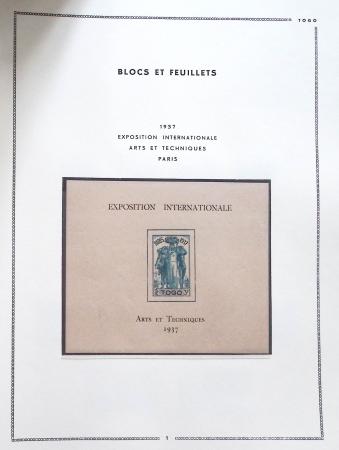 TOGO
BLOCS ET FEUILLETS
1937
EXPOSITION INTERNATIONALE
ARTS ET TECHNIQUES
PARIS
EXPOSITION INTERNATIONALE
TOGO
ARTS ET TECHNIQUES
1937
1